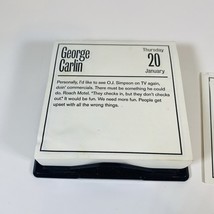 George
Carlin
Thursday
20
January
Personally, I'd like to see O.J. Simpson on TV again,
doin' commercials. There must be something he could
do. Roach Motel. "They checks in, but they don't checks
out." It would be fun. We need more fun. People get
upset with all the wrong things.